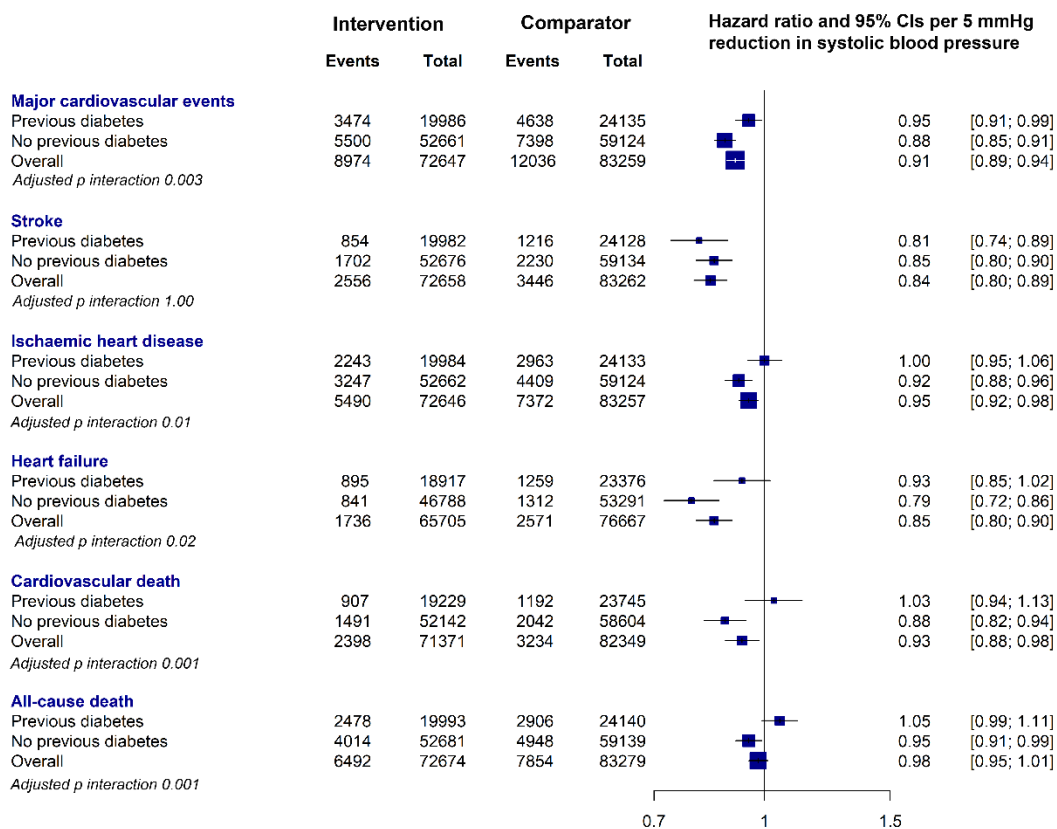 Intervention Comparator Hazard ratio and 95% CIs per 5 mmHg
reduction in systolic blood pressure
Events Total Events Total
Major cardiovascular events
Previous diabetes 3474 19986 4638 24135 0.95 [0.91; 0.99]
No previous diabetes 5500 52661 7398 59124 0.88 [0.85; 0.91]
Overall 8974 72647 12036 83259 0.91 [0.89; 0.94]
Adjusted p interaction 0.003
Stroke
Previous diabetes 854 19982 1216 24128 0.81 [0.74; 0.89]
No previous diabetes 1702 52676 2230 59134 0.85 [0.80; 0.90]
Overall 2556 72658 3446 83262 0.84 [0.80; 0.89]
Adjusted p interaction 1.00
Ischaemic heart disease
Previous diabetes 2243 19984 2963 24133 1.00 [0.95; 1.06]
No previous diabetes 3247 52662 4409 59124 0.92 [0.88; 0.96]
Overall 5490 72646 7372 83257 0.95 [0.92; 0.98]
Adjusted p interaction 0.01
Heart failure
Previous diabetes 895 18917 1259 23376 0.93 [0.85; 1.02]
No previous diabetes 841 46788 1312 53291 0.79 [0.72; 0.86]
Overall 1736 65705 2571 76667 0.85 [0.80; 0.90]
Adjusted p interaction 0.02
Cardiovascular death
Previous diabetes 907 19229 1192 23745 1.03 [0.94; 1.13]
No previous diabetes 1491 52142 2042 58604 0.88 [0.82; 0.94]
Overall 2398 71371 3234 82349 0.93 [0.88; 0.98]
Adjusted p interaction 0.001
All-cause death
Previous diabetes 2478 19993 2906 24140 1.05 [0.99; 1.11]
No previous diabetes 4014 52681 4948 59139 0.95 [0.91; 0.99]
Overall 6492 72674 7854 83279 0.98 [0.95; 1.01]
Adjusted p interaction 0.001
0.7 1 1.5